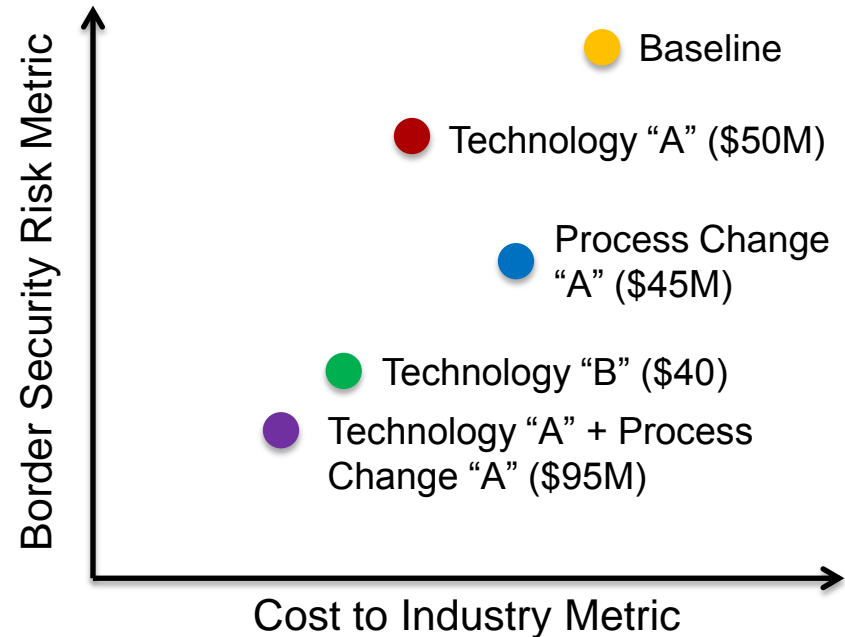 Border Security Risk Metric
Baseline
Technology “A” ($50M)
Process Change
“A” ($45M)
Technology “B” ($40)
Technology “A” + Process
Change “A” ($95M)
Cost to Industry Metric